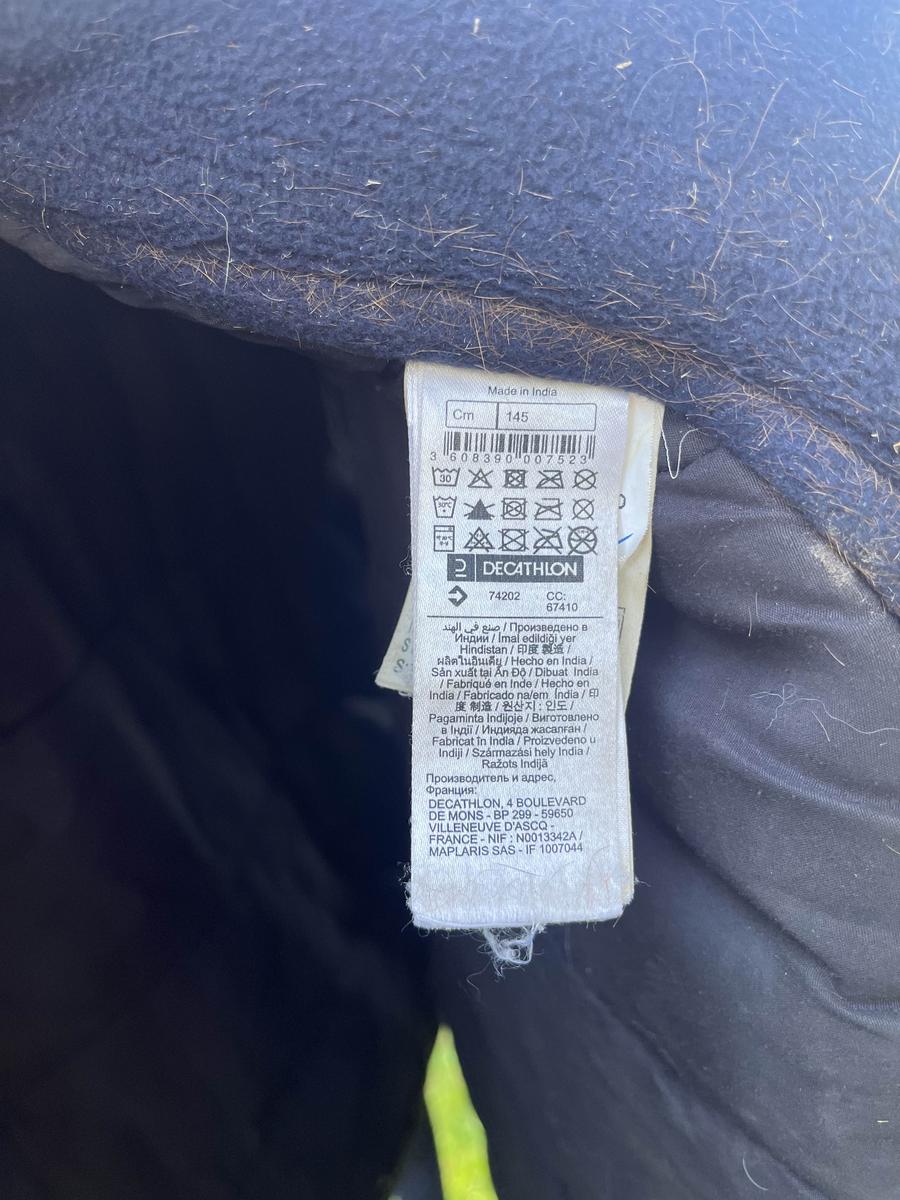 Made in India
Cm 145
3 608390 007523
30
30°C
DECATHLON
74202 CC:
67410
صنع في الهند / Произведено в
Индии / İmal edildiği yer
Hindistan / 印度 製造 /
ผลิตในอินเดีย / Hecho en India /
Sản xuất tại Ấn Độ / Dibuat India
/ Fabriqué en Inde / Hecho en
India / Fabricado na/em India / 印
度 制造 / 원산지 : 인도 /
Pagaminta Indijoje / Виготовлено
в Індії / Индияда жасалған /
Fabricat în India / Proizvedeno u
Indiji / Származási hely India /
Ražots Indijā
Производитель и адрес,
Франция:
DECATHLON, 4 BOULEVARD
DE MONS - BP 299 - 59650
VILLENEUVE D'ASCQ -
FRANCE - NIF : N0013342A /
MAPLARIS SAS - IF 1007044